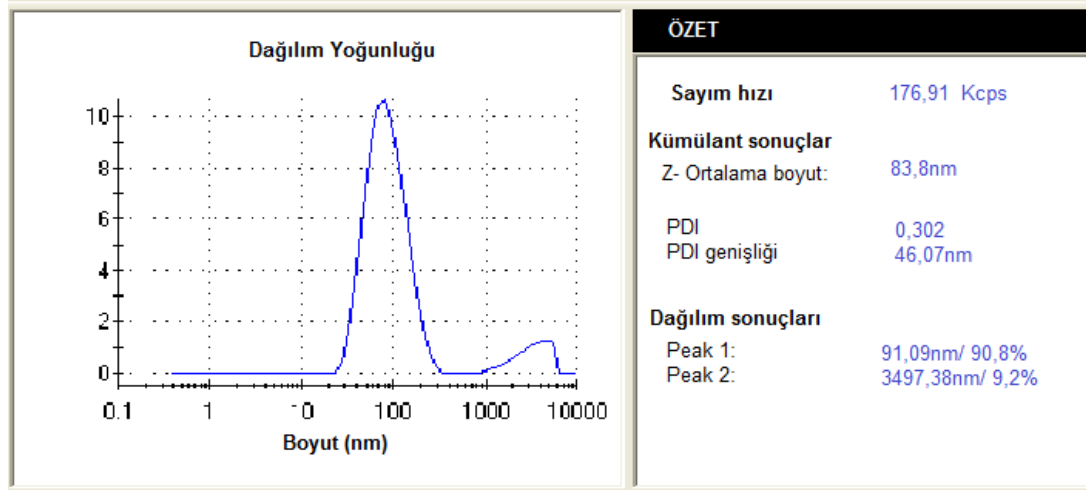 Dağılım Yoğunluğu
10
8
6
4
2
0
0.1 1 10 100 1000 10000
Boyut (nm)
ÖZET
Sayım hızı 176,91 Kcps
Kümülant sonuçlar
Z- Ortalama boyut: 83,8nm
PDI 0,302
PDI genişliği 46,07nm
Dağılım sonuçları
Peak 1: 91,09nm/ 90,8%
Peak 2: 3497,38nm/ 9,2%